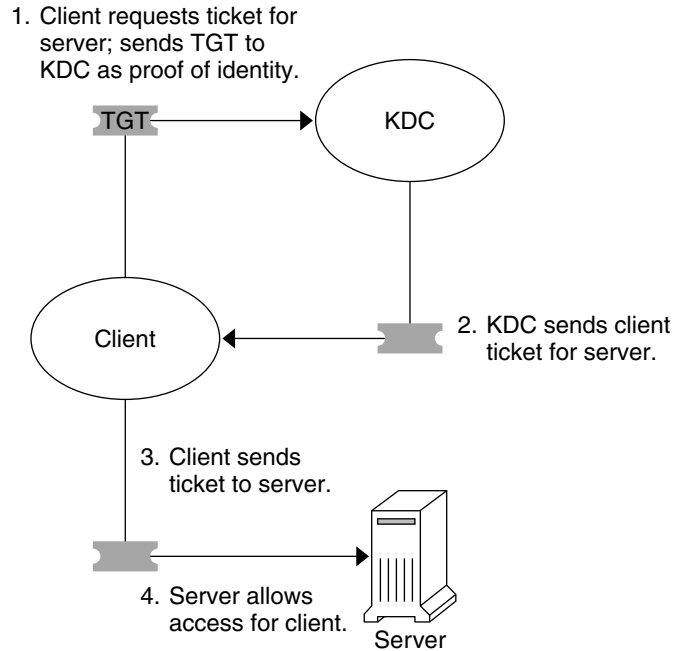 1. Client requests ticket for
server; sends TGT to
KDC as proof of identity.
TGT
KDC
Client
2. KDC sends client
ticket for server.
3. Client sends
ticket to server.
4. Server allows
access for client.
Server